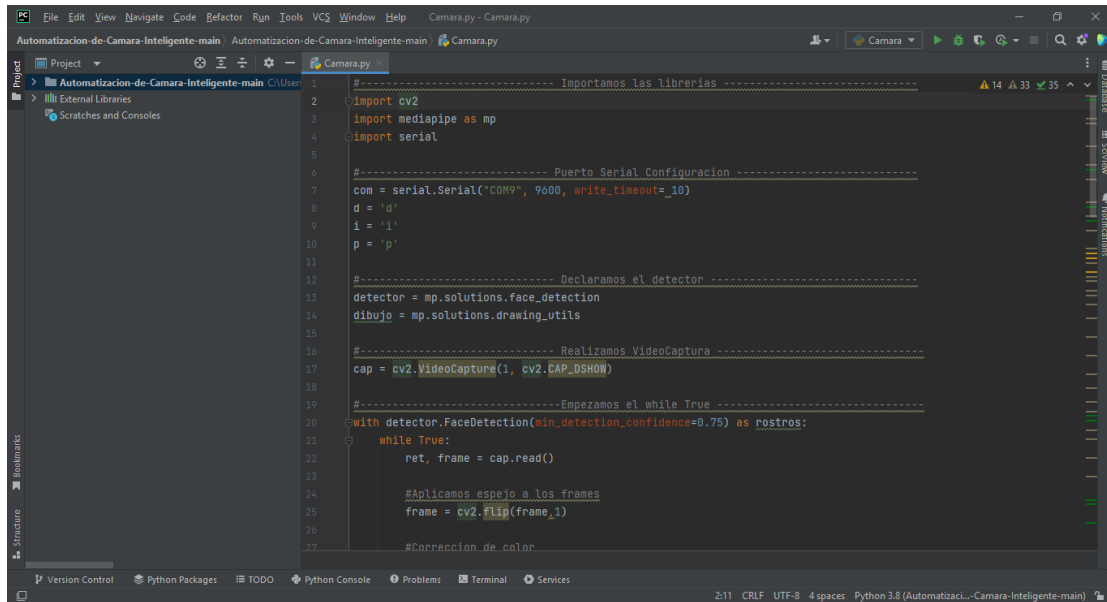 PC File Edit View Navigate Code Refactor Run Tools VCS Window Help Camara.py - Camara.py
Automatizacion-de-Camara-Inteligente-main Automatizacion-de-Camara-Inteligente-main Camara.py Camara
Project Project Camara.py
Automatizacion-de-Camara-Inteligente-main C:\User
External Libraries
Scratches and Consoles
14 33 35
1 #----------------------------- Importamos las librerias -----------------------------
2 import cv2
3 import mediapipe as mp
4 import serial
5
6 #----------------------------- Puerto Serial Configuracion ---------------------------
7 com = serial.Serial("COM9", 9600, write_timeout= 10)
8 d = 'd'
9 i = 'i'
10 p = 'p'
11
12 #----------------------------- Declaramos el detector -------------------------------
13 detector = mp.solutions.face_detection
14 dibujo = mp.solutions.drawing_utils
15
16 #----------------------------- Realizamos VideoCaptura -------------------------------
17 cap = cv2.VideoCapture(1, cv2.CAP_DSHOW)
18
19 #------------------------------Empezamos el while True -------------------------------
20 with detector.FaceDetection(min_detection_confidence=0.75) as rostros:
21 while True:
22 ret, frame = cap.read()
23
24 #Aplicamos espejo a los frames
25 frame = cv2.flip(frame,1)
26
27 #Correccion de color
Database
SciView
Notifications
Bookmarks
Structure
Version Control Python Packages TODO Python Console Problems Terminal Services
2:11 CRLF UTF-8 4 spaces Python 3.8 (Automatizaci...-Camara-Inteligente-main)